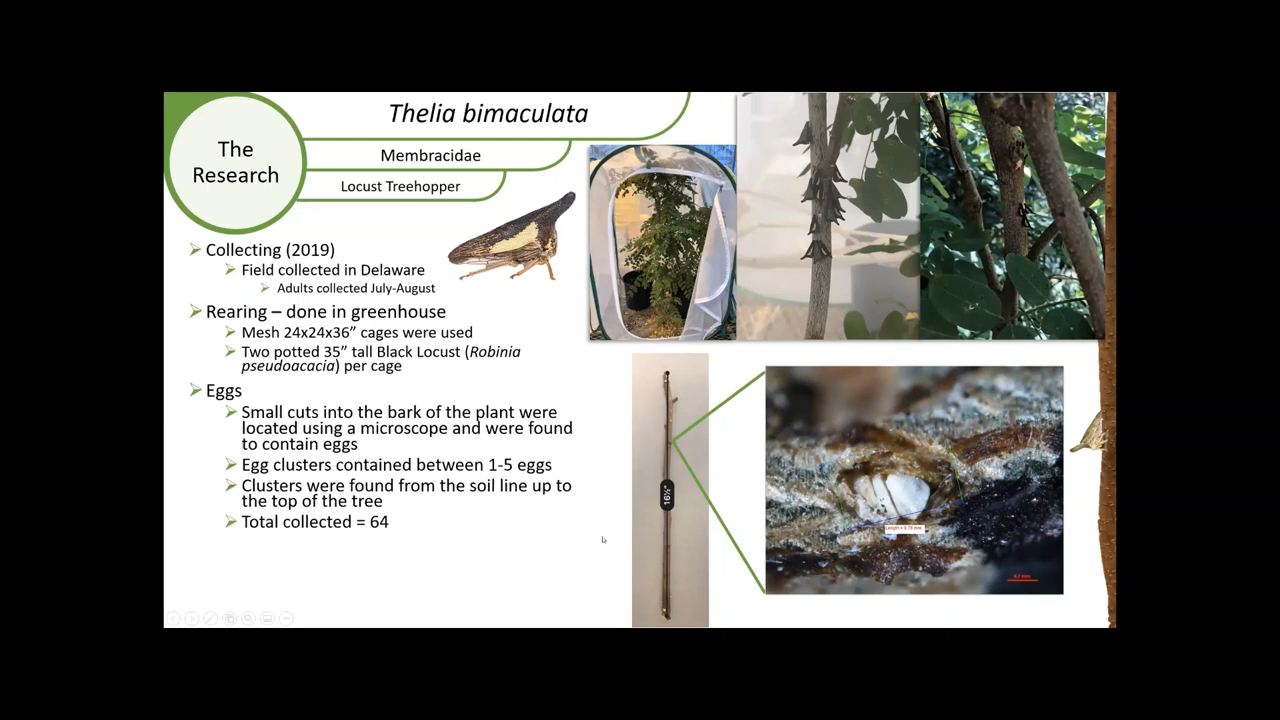 Thelia bimaculata
The
Research
Membracidae
Locust Treehopper
Collecting (2019)
Field collected in Delaware
Adults collected July-August
Rearing – done in greenhouse
Mesh 24x24x36” cages were used
Two potted 35” tall Black Locust (Robinia
pseudoacacia) per cage
Eggs
Small cuts into the bark of the plant were
located using a microscope and were found
to contain eggs
Egg clusters contained between 1-5 eggs
Clusters were found from the soil line up to
the top of the tree
Total collected = 64
16½”